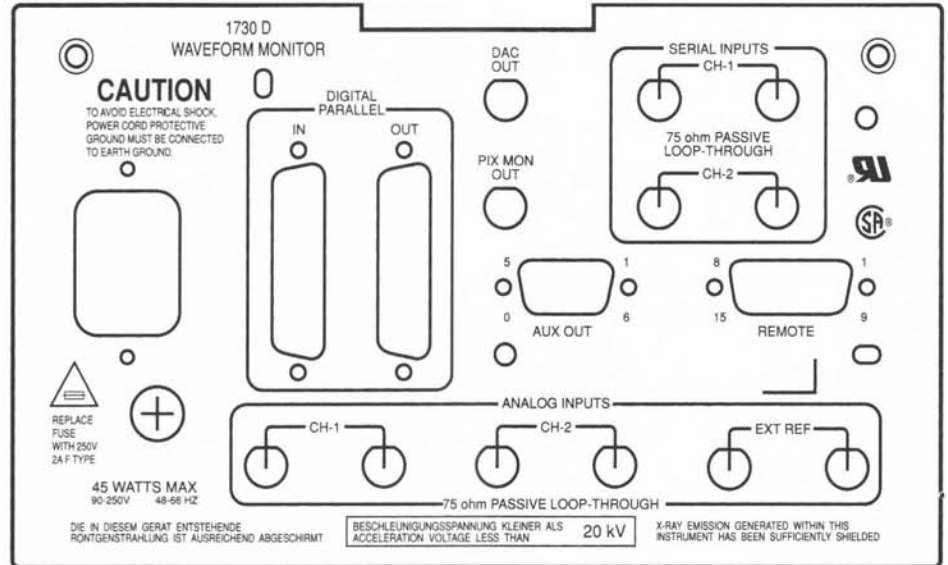 1730 D
WAVEFORM MONITOR
CAUTION
TO AVOID ELECTRICAL SHOCK,
POWER CORD PROTECTIVE
GROUND MUST BE CONNECTED
TO EARTH GROUND.
DIGITAL
PARALLEL
IN
OUT
DAC
OUT
PIX MON
OUT
SERIAL INPUTS
CH-1
75 ohm PASSIVE
LOOP-THROUGH
CH-2
UR®
SA®
5 1
0 6
AUX OUT
8 1
15 9
REMOTE
REPLACE
FUSE
WITH 250V
2A F TYPE
45 WATTS MAX
90-250V 48-66 HZ
ANALOG INPUTS
CH-1
CH-2
EXT REF
75 ohm PASSIVE LOOP-THROUGH
DIE IN DIESEM GERAT ENTSTEHENDE
RONTGENSTRAHLUNG IST AUSREICHEND ABGESCHIRMT
BESCHLEUNIGUNGSSPANNUNG KLEINER ALS
ACCELERATION VOLTAGE LESS THAN
20 kV
X-RAY EMISSION GENERATED WITHIN THIS
INSTRUMENT HAS BEEN SUFFICIENTLY SHIELDED